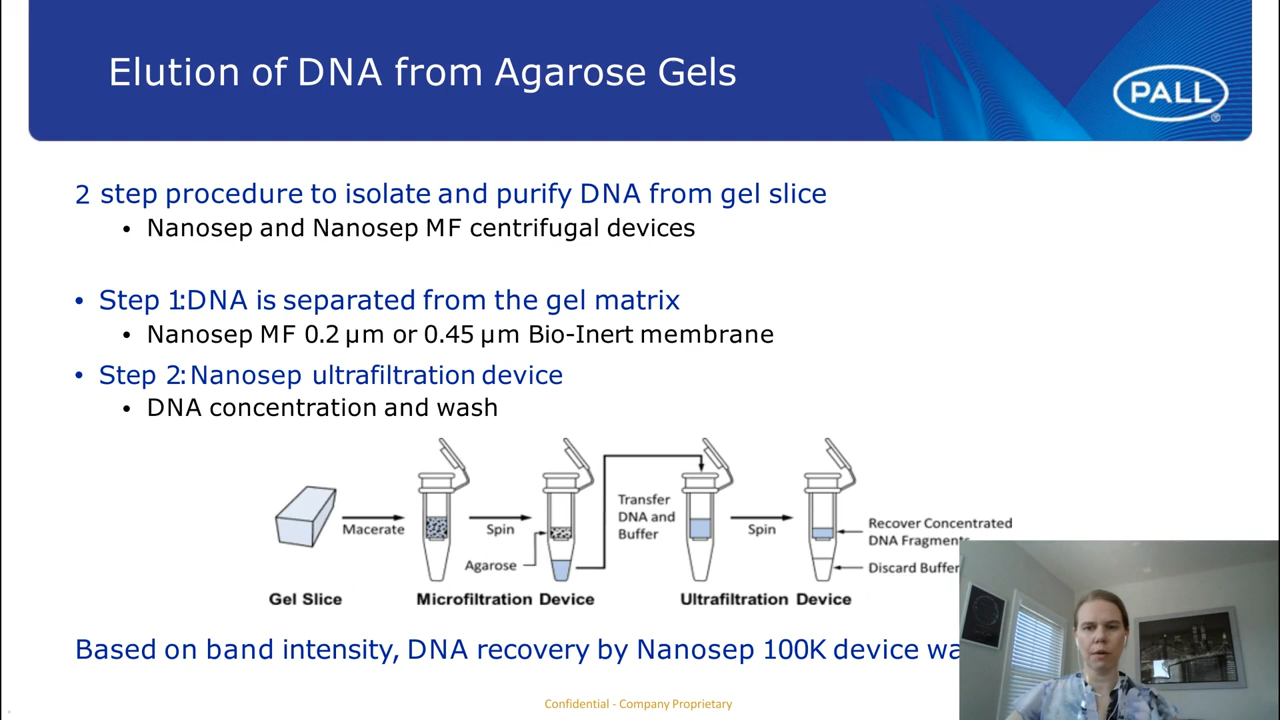 Elution of DNA from Agarose Gels
PALL
®
2 step procedure to isolate and purify DNA from gel slice
• Nanosep and Nanosep MF centrifugal devices
• Step 1:DNA is separated from the gel matrix
• Nanosep MF 0.2 µm or 0.45 µm Bio-Inert membrane
• Step 2:Nanosep ultrafiltration device
• DNA concentration and wash
Macerate
Spin
Agarose
Transfer
DNA and
Buffer
Spin
Recover Concentrated
DNA Fragments
Discard Buffer
Gel Slice
Microfiltration Device
Ultrafiltration Device
Based on band intensity, DNA recovery by Nanosep 100K device
Confidential - Company Proprietary